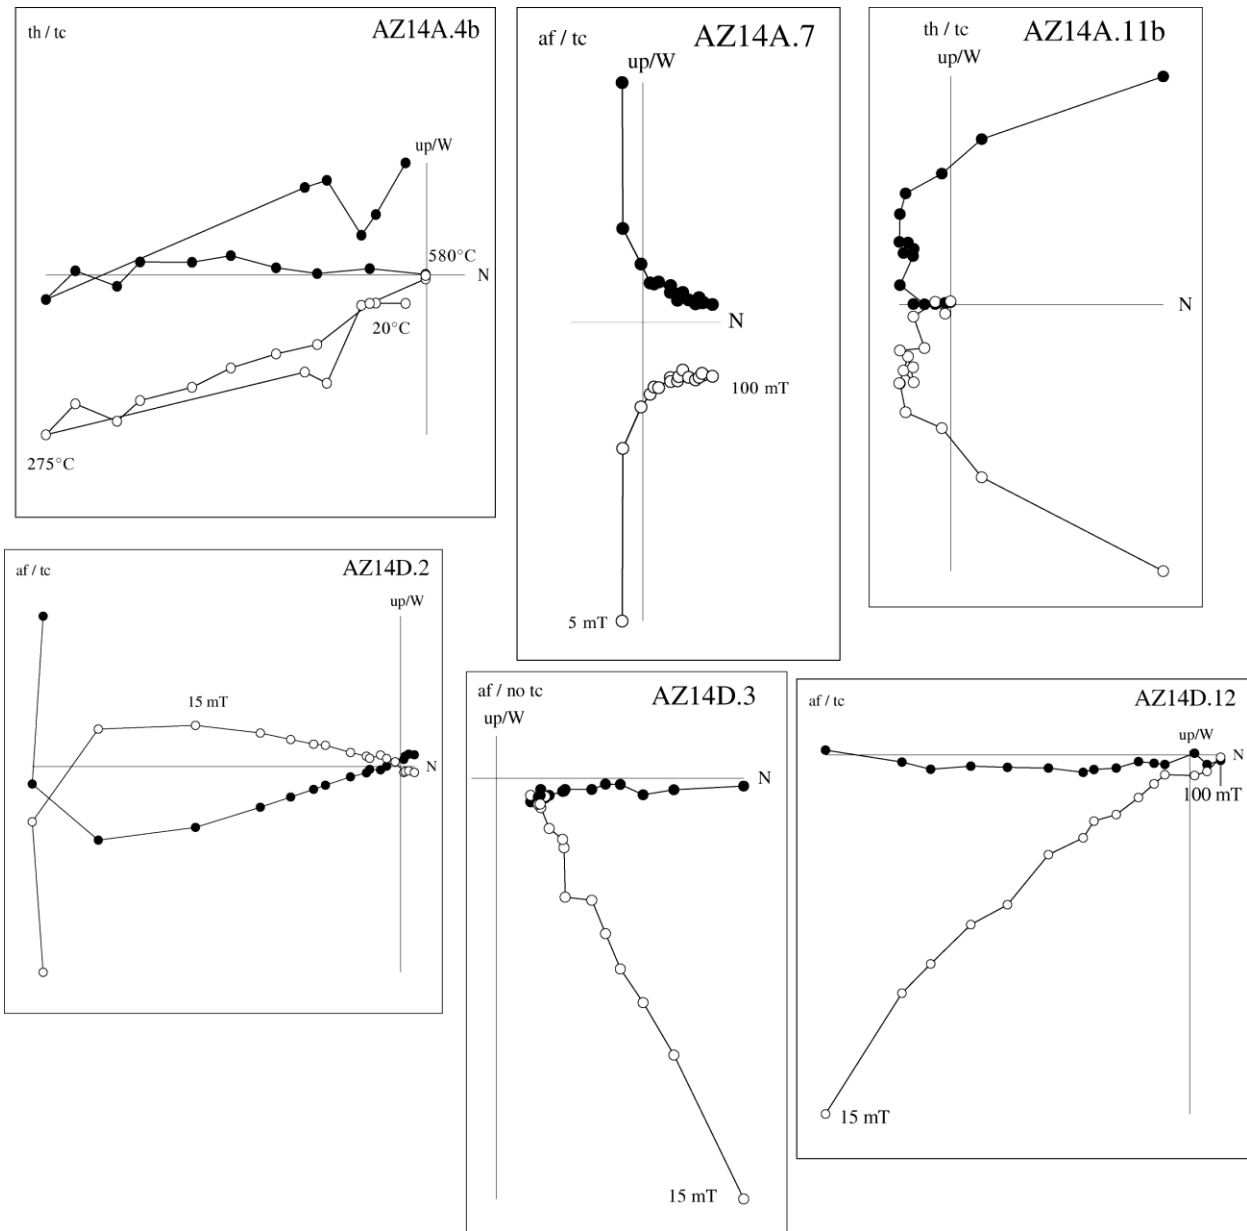 th / tc
AZ14A.4b
up/W
580°C
N
20°C
275°C
af / tc
AZ14A.7
up/W
N
100 mT
5 mT
th / tc
AZ14A.11b
up/W
N
af / tc
AZ14D.2
up/W
15 mT
N
af / no tc
AZ14D.3
up/W
N
15 mT
af / tc
AZ14D.12
up/W
N
100 mT
15 mT